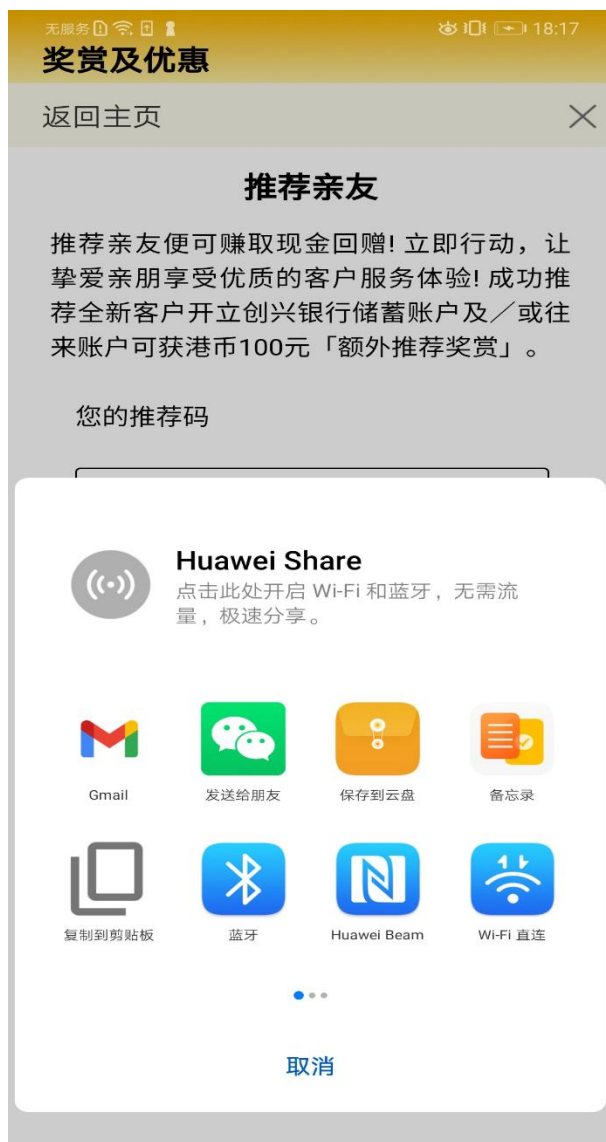 无服务 18:17
奖赏及优惠
返回主页
推荐亲友
推荐亲友便可赚取现金回赠! 立即行动，让
挚爱亲朋享受优质的客户服务体验! 成功推
荐全新客户开立创兴银行储蓄账户及／或往
来账户可获港币100元「额外推荐奖赏」。
您的推荐码
Huawei Share
点击此处开启 Wi-Fi 和蓝牙，无需流
量，极速分享。
Gmail 发送给朋友 保存到云盘 备忘录
复制到剪贴板 蓝牙 Huawei Beam Wi-Fi 直连
取消